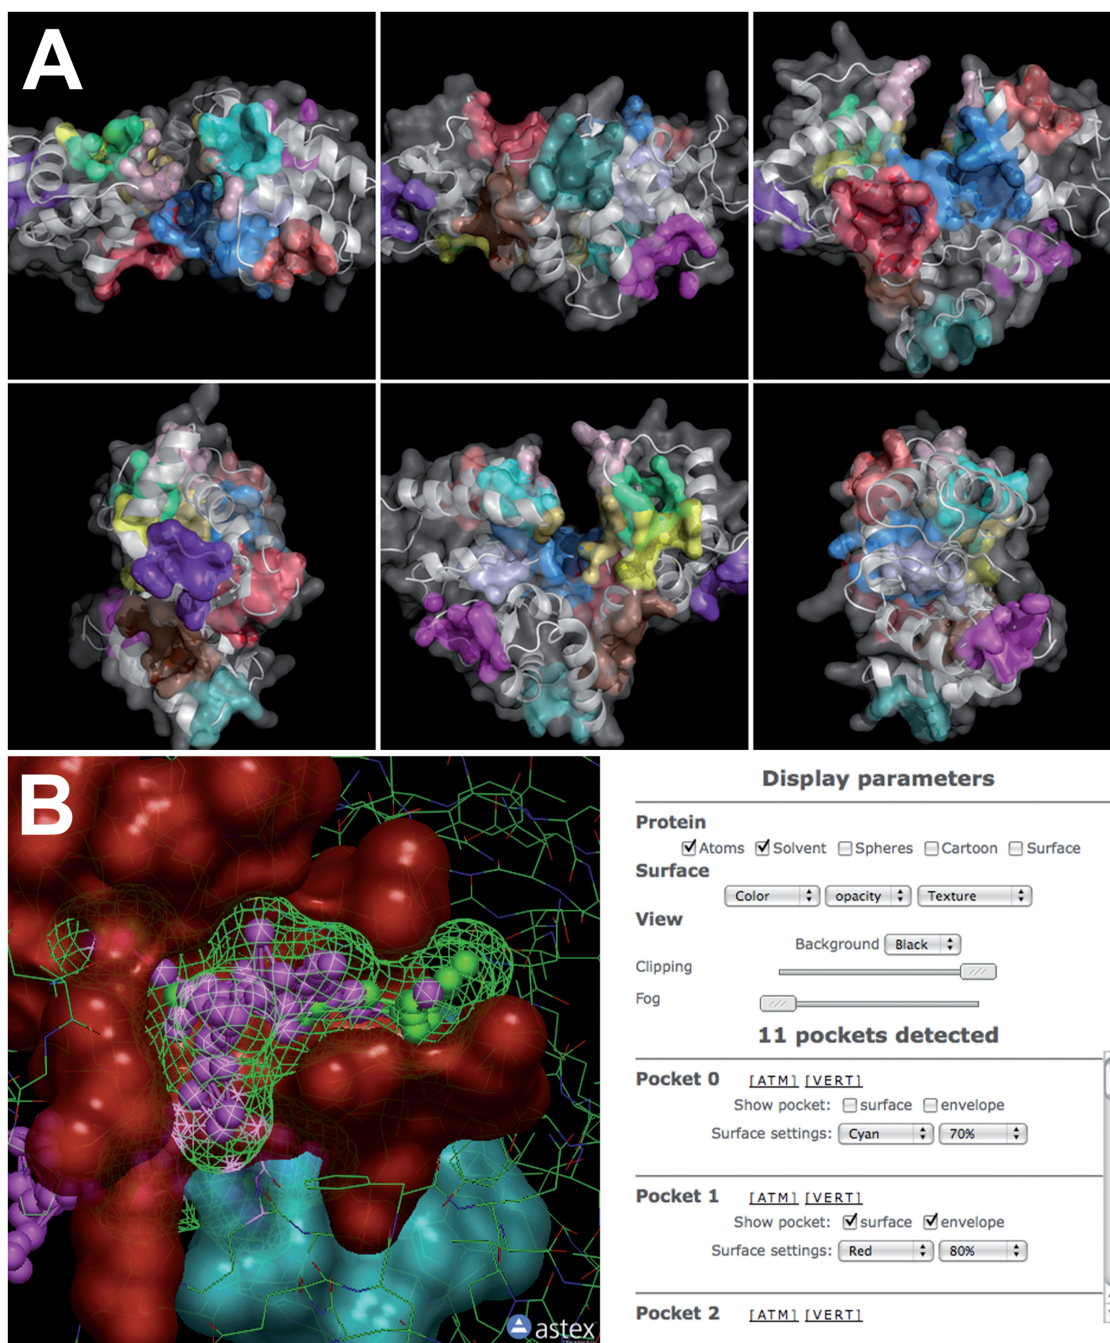 A
B
Display parameters
Protein
Atoms Solvent Spheres Cartoon Surface
Surface
Color opacity Texture
View
Background Black
Clipping
Fog
11 pockets detected
Pocket 0 [ATM] [VERT]
Show pocket: surface envelope
Surface settings: Cyan 70%
Pocket 1 [ATM] [VERT]
Show pocket: surface envelope
Surface settings: Red 80%
Pocket 2 [ATM] [VERT]
astex